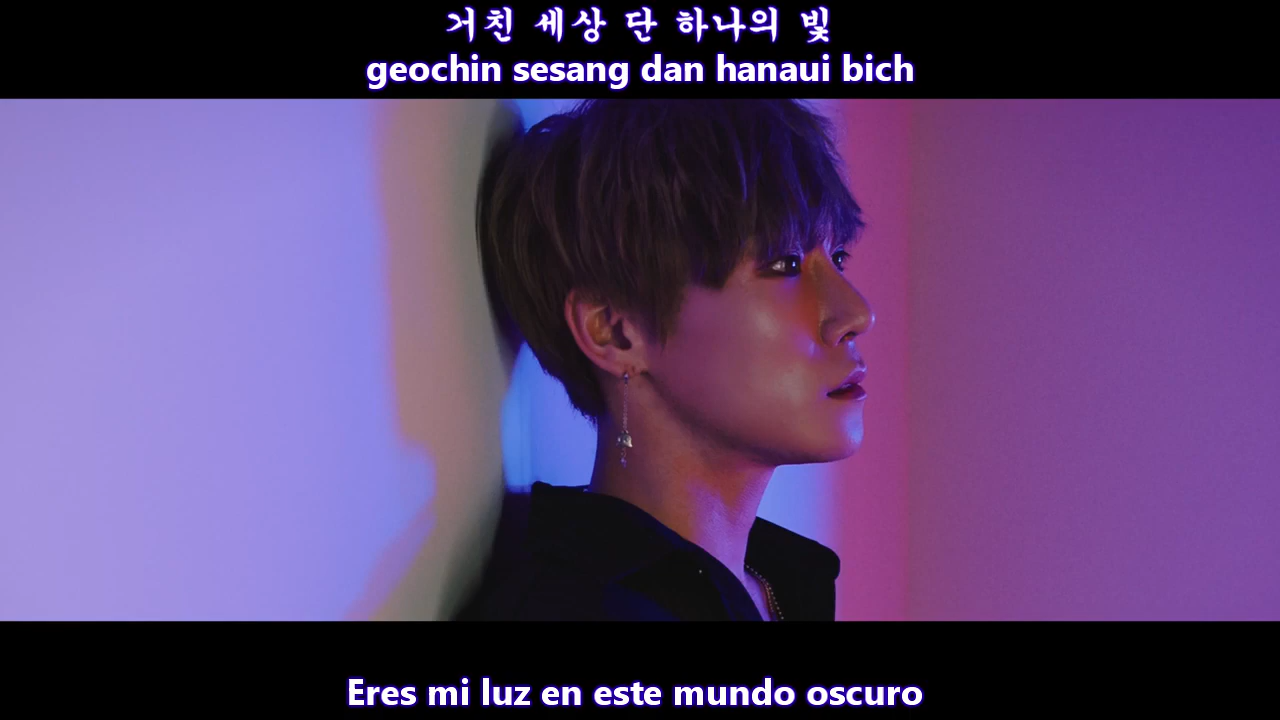 거친 세상 단 하나의 빛
geochin sesang dan hanaui bich
Eres mi luz en este mundo oscuro